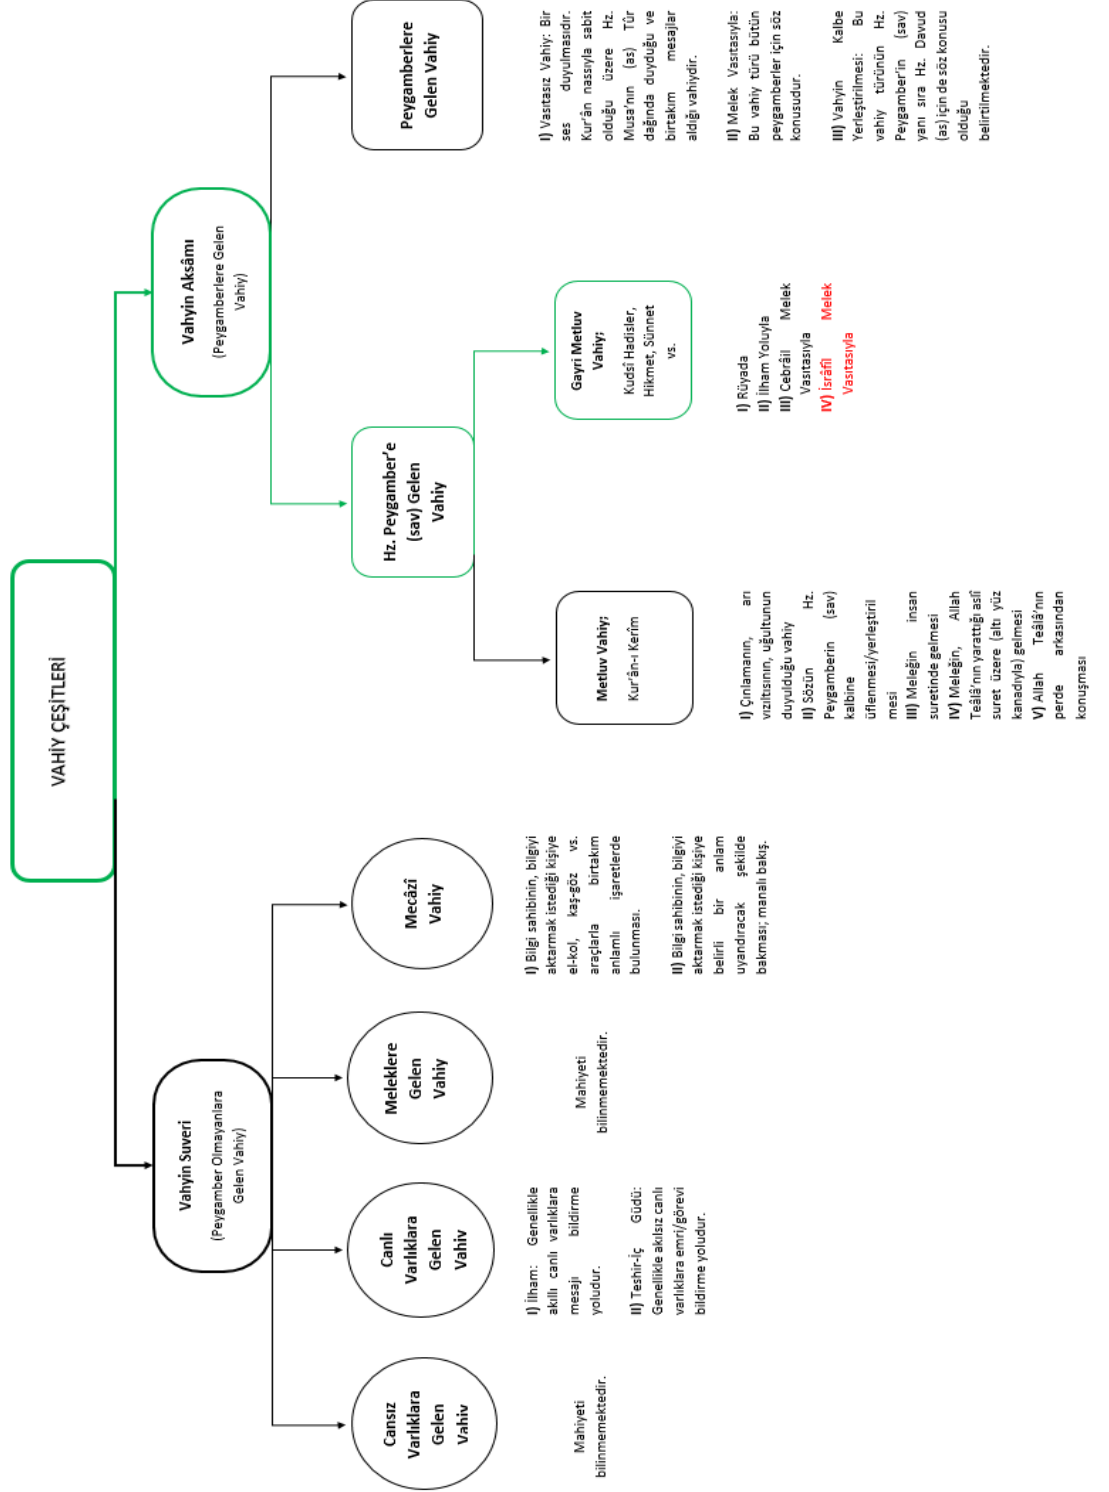 VAHİY ÇEŞİTLERİ
Vahyin Suveri
(Peygamber Olmayanlara
Gelen Vahiy)
Vahyin Aksâmı
(Peygamberlere Gelen
Vahiy)
Cansız
Varlıklara
Gelen
Vahiv
Mahiyeti
bilinmemektedir.
Canlı
Varlıklara
Gelen
Vahiv
I) İlham: Genellikle
akıllı canlı varlıklara
mesajı bildirme
yoludur.
II) Teshir-İç Güdü:
Genellikle akılsız canlı
varlıklara emri/görevi
bildirme yoludur.
Meleklere
Gelen
Vahiy
Mahiyeti
bilinmemektedir.
Mecâzî
Vahiy
I) Bilgi sahibinin, bilgiyi
aktarmak istediği kişiye
el-kol, kaş-göz vs.
araçlarla birtakım
anlamlı işaretlerde
bulunması.
II) Bilgi sahibinin, bilgiyi
aktarmak istediği kişiye
belirli bir anlam
uyandıracak şekilde
bakması; manalı bakış.
Hz. Peygamber’e
(sav) Gelen
Vahiy
Metluv Vahiy;
Kur’ân-ı Kerîm
I) Çınlamanın, arı
vızıltısının, uğultunun
duyulduğu vahiy
II) Sözün Hz.
Peygamberin (sav)
kalbine
üflenmesi/yerleştiril
mesi
III) Meleğin insan
suretinde gelmesi
IV) Meleğin, Allah
Teâlâ’nın yarattığı aslî
suret üzere (altı yüz
kanadıyla) gelmesi
V) Allah Teâlâ’nın
perde arkasından
konuşması
Gayri Metluv
Vahiy;
Kudsî Hadisler,
Hikmet, Sünnet
vs.
I) Rüyada
II) İlham Yoluyla
III) Cebrâil Melek
Vasıtasıyla
IV) İsrâfîl Melek
Vasıtasıyla
Peygamberlere
Gelen Vahiy
I) Vasıtasız Vahiy: Bir
ses duyulmasıdır.
Kur’ân nassıyla sabit
olduğu üzere Hz.
Musa’nın (as) Tûr
dağında duyduğu ve
birtakım mesajlar
aldığı vahiydir.
II) Melek Vasıtasıyla:
Bu vahiy türü bütün
peygamberler için söz
konusudur.
III) Vahyin Kalbe
Yerleştirilmesi: Bu
vahiy türünün Hz.
Peygamber’in (sav)
yanı sıra Hz. Davud
(as) için de söz konusu
olduğu
belirtilmektedir.